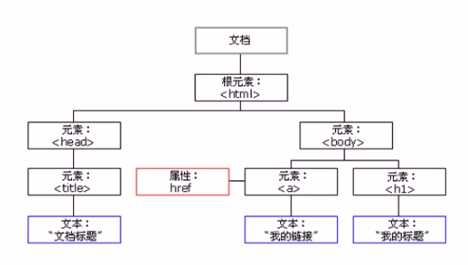 文档
根元素：
<html>
元素：
<head>
元素：
<body>
元素：
<title>
属性：
href
元素：
<a>
元素：
<h1>
文本：
“文档标题”
文本：
“我的链接”
文本：
“我的标题”